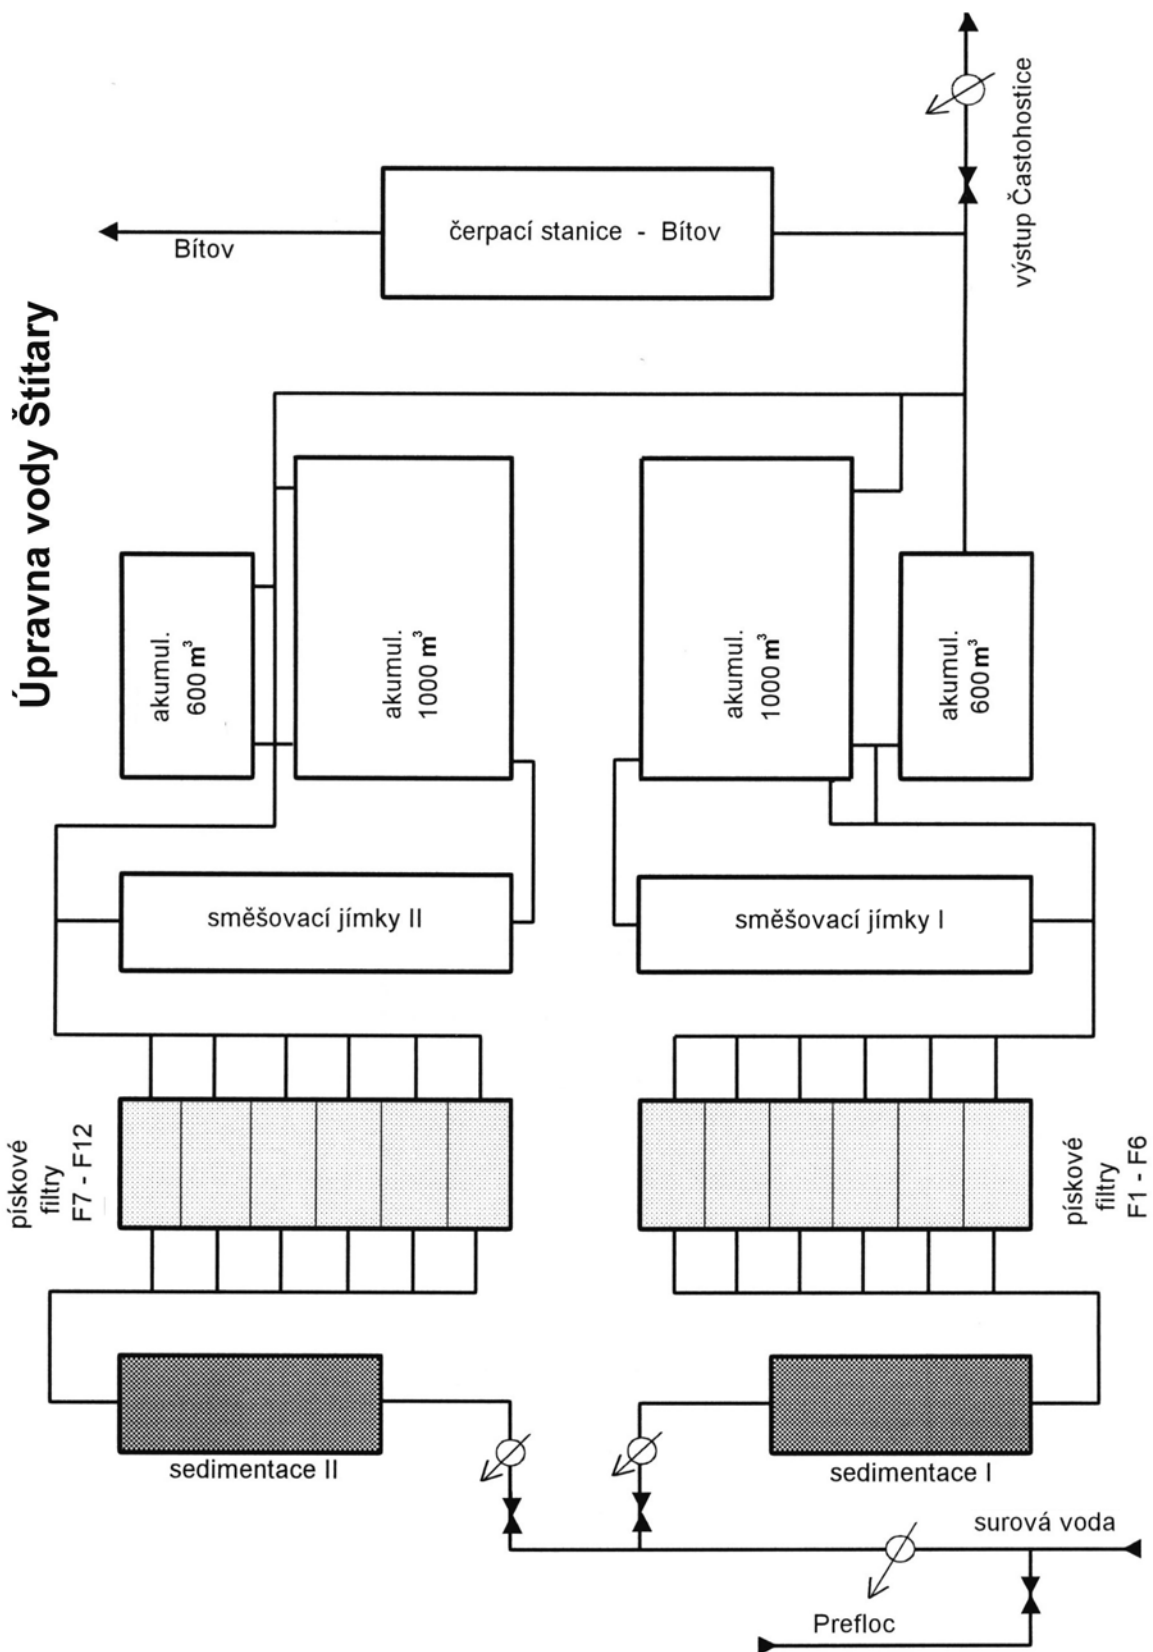 Úpravna vody Štítary
výstup Častohostice
čerpací stanice - Bítov
Bítov
akumul.
600 m³
akumul.
1000 m³
akumul.
1000 m³
akumul.
600 m³
směšovací jímky II
směšovací jímky I
pískové
filtry
F7 - F12
pískové
filtry
F1 - F6
sedimentace II
sedimentace I
surová voda
Prefloc